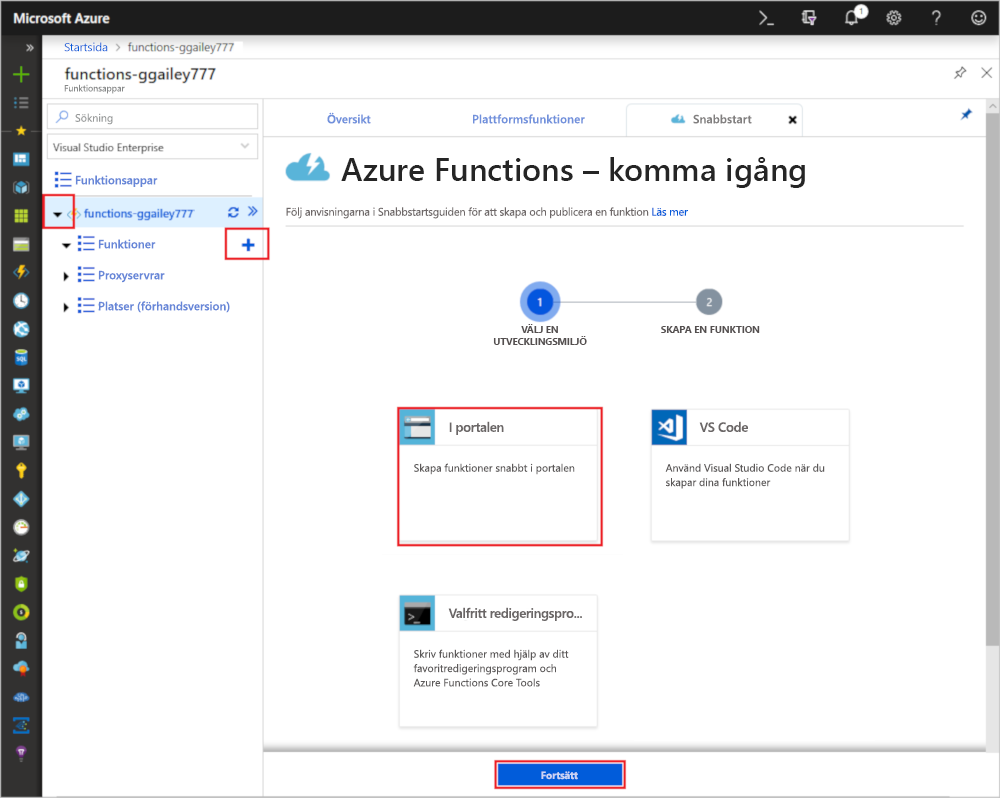 Microsoft Azure
1
Startsida > functions-ggailey777
functions-ggailey777
Funktionsappar
Sökning
Visual Studio Enterprise
Funktionsappar
functions-ggailey777
Funktioner
Proxyservrar
Platser (förhandsversion)
Översikt
Plattformsfunktioner
Snabbstart
Azure Functions – komma igång
Följ anvisningarna i Snabbstartsguiden för att skapa och publicera en funktion Läs mer
1
2
VÄLJ EN
UTVECKLINGSMILJÖ
SKAPA EN FUNKTION
I portalen
Skapa funktioner snabbt i portalen
VS Code
Använd Visual Studio Code när du
skapar dina funktioner
Valfritt redigeringspro...
Skriv funktioner med hjälp av ditt
favoritredigeringsprogram och
Azure Functions Core Tools
Fortsätt
SQL